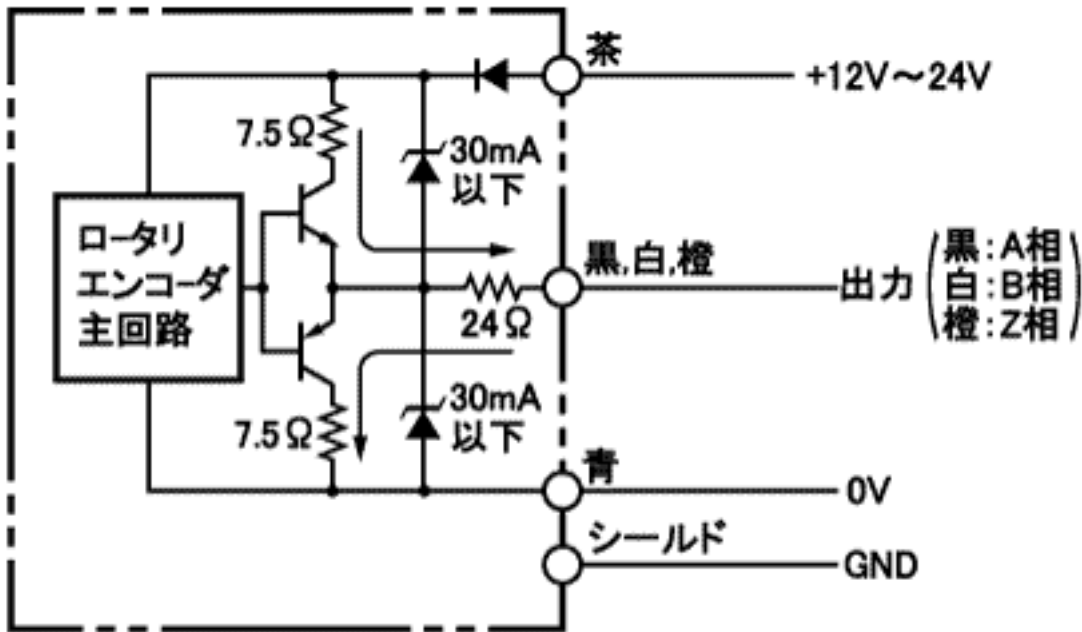 茶
+12V～24V
7.5Ω
30mA
以下
ロータリ
エンコーダ
主回路
黒,白,橙
24Ω
出力
黒:A相
白:B相
橙:Z相
7.5Ω
30mA
以下
青
0V
シールド
GND